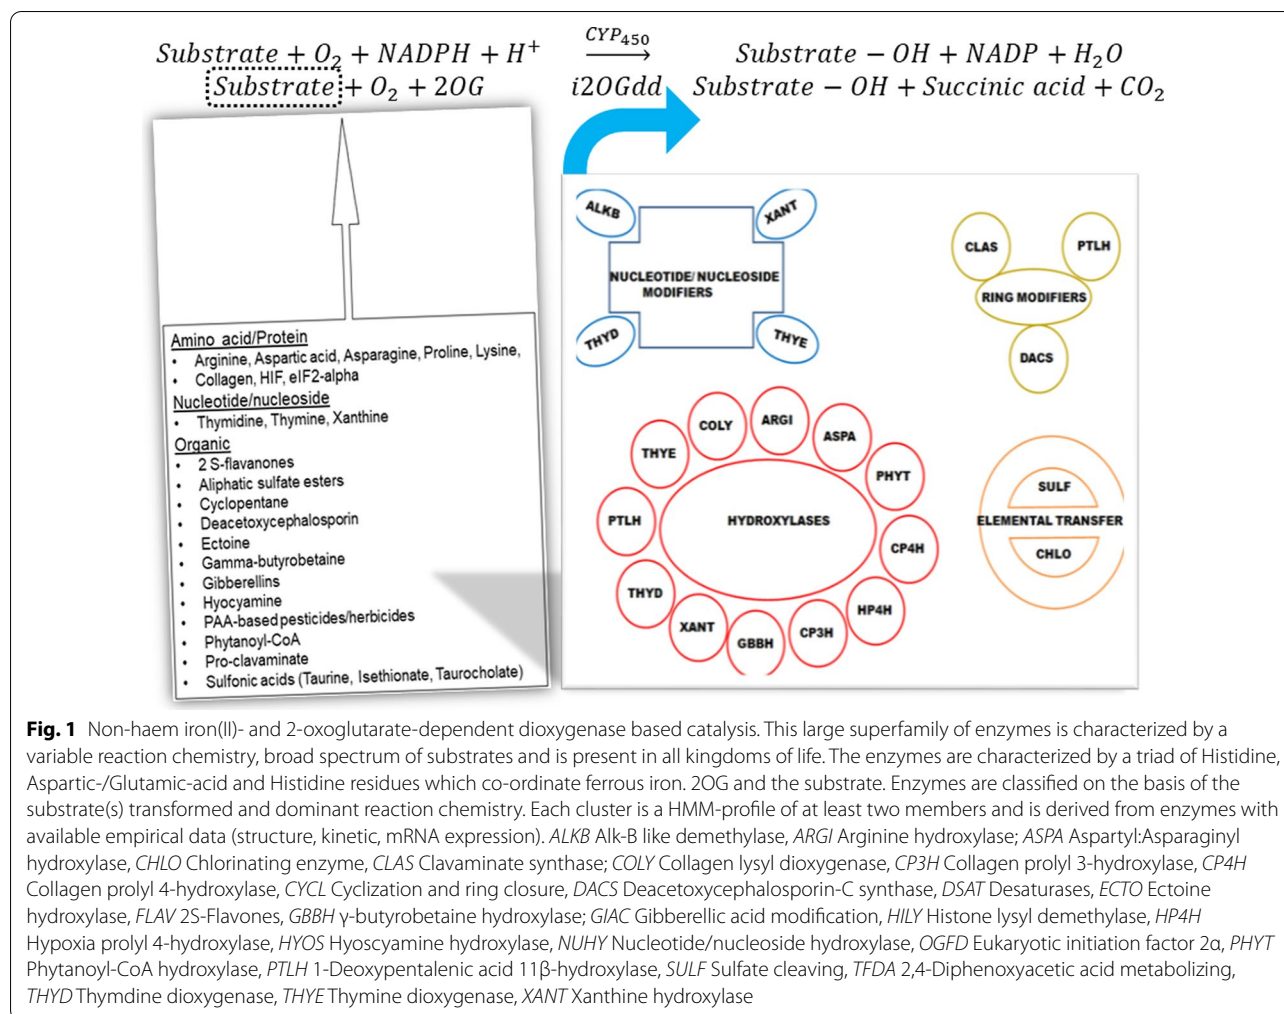 Substrate + O₂ + NADPH + H⁺ CYP₄₅₀ Substrate − OH + NADP + H₂O
Substrate + O₂ + 2OG i2OGdd Substrate − OH + Succinic acid + CO₂
Amino acid/Protein
• Arginine, Aspartic acid, Asparagine, Proline, Lysine,
• Collagen, HIF, eIF2-alpha
Nucleotide/nucleoside
• Thymidine, Thymine, Xanthine
Organic
• 2 S-flavanones
• Aliphatic sulfate esters
• Cyclopentane
• Deacetoxycephalosporin
• Ectoine
• Gamma-butyrobetaine
• Gibberellins
• Hyocyamine
• PAA-based pesticides/herbicides
• Phytanoyl-CoA
• Pro-clavaminate
• Sulfonic acids (Taurine, Isethionate, Taurocholate)
ALKB
XANT
NUCLEOTIDE/NUCLEOSIDE
MODIFIERS
THYD
THYE
CLAS
PTLH
RING MODIFIERS
DACS
COLY
ARGI
ASPA
THYE
PHYT
PTLH
HYDROXYLASES
CP4H
THYD
HP4H
XANT
GBBH
CP3H
SULF
ELEMENTAL TRANSFER
CHLO
Fig. 1 Non-haem iron(II)- and 2-oxoglutarate-dependent dioxygenase based catalysis. This large superfamily of enzymes is characterized by a
variable reaction chemistry, broad spectrum of substrates and is present in all kingdoms of life. The enzymes are characterized by a triad of Histidine,
Aspartic-/Glutamic-acid and Histidine residues which co-ordinate ferrous iron. 2OG and the substrate. Enzymes are classified on the basis of the
substrate(s) transformed and dominant reaction chemistry. Each cluster is a HMM-profile of at least two members and is derived from enzymes with
available empirical data (structure, kinetic, mRNA expression). ALKB Alk-B like demethylase, ARGI Arginine hydroxylase; ASPA Aspartyl:Asparaginyl
hydroxylase, CHLO Chlorinating enzyme, CLAS Clavaminate synthase; COLY Collagen lysyl dioxygenase, CP3H Collagen prolyl 3-hydroxylase, CP4H
Collagen prolyl 4-hydroxylase, CYCL Cyclization and ring closure, DACS Deacetoxycephalosporin-C synthase, DSAT Desaturases, ECTO Ectoine
hydroxylase, FLAV 2S-Flavones, GBBH γ-butyrobetaine hydroxylase; GIAC Gibberellic acid modification, HILY Histone lysyl demethylase, HP4H
Hypoxia prolyl 4-hydroxylase, HYOS Hyoscyamine hydroxylase, NUHY Nucleotide/nucleoside hydroxylase, OGFD Eukaryotic initiation factor 2α, PHYT
Phytanoyl-CoA hydroxylase, PTLH 1-Deoxypentalenic acid 11β-hydroxylase, SULF Sulfate cleaving, TFDA 2,4-Diphenoxyacetic acid metabolizing,
THYD Thymdine dioxygenase, THYE Thymine dioxygenase, XANT Xanthine hydroxylase